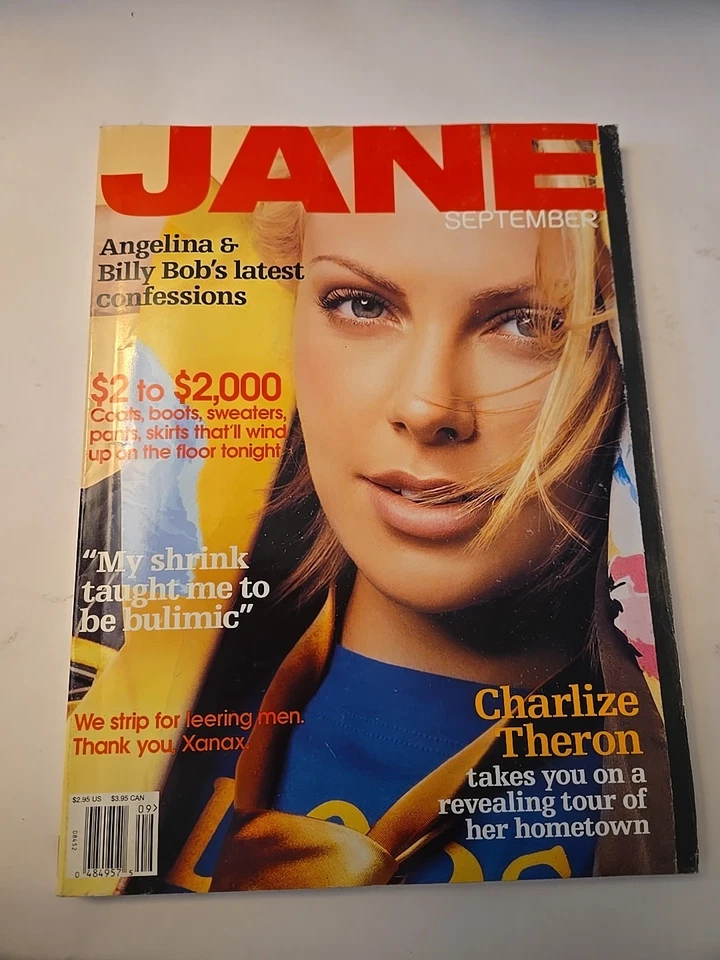 JANE
SEPTEMBER
Angelina &
Billy Bob's latest
confessions
$2 to $2,000
Coats, boots, sweaters,
pants, skirts that'll wind
up on the floor tonight
“My shrink
taught me to
be bulimic”
We strip for leering men.
Thank you, Xanax.
Charlize
Theron
takes you on a
revealing tour of
her hometown
$2.95 US $3.95 CAN
09>
08452
0 484957 5